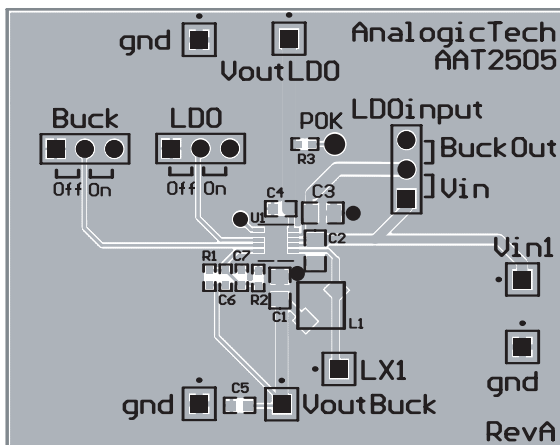 gnd
AnalogicTech
AAT2505
VoutLDO
Buck
LDO
POK
LDOinput
R3
BuckOut
Off On
Off On
Vin
C4
C3
U1
C2
Vin1
R1
C7
C6
R2
C1
L1
LX1
gnd
C5
gnd
VoutBuck
RevA